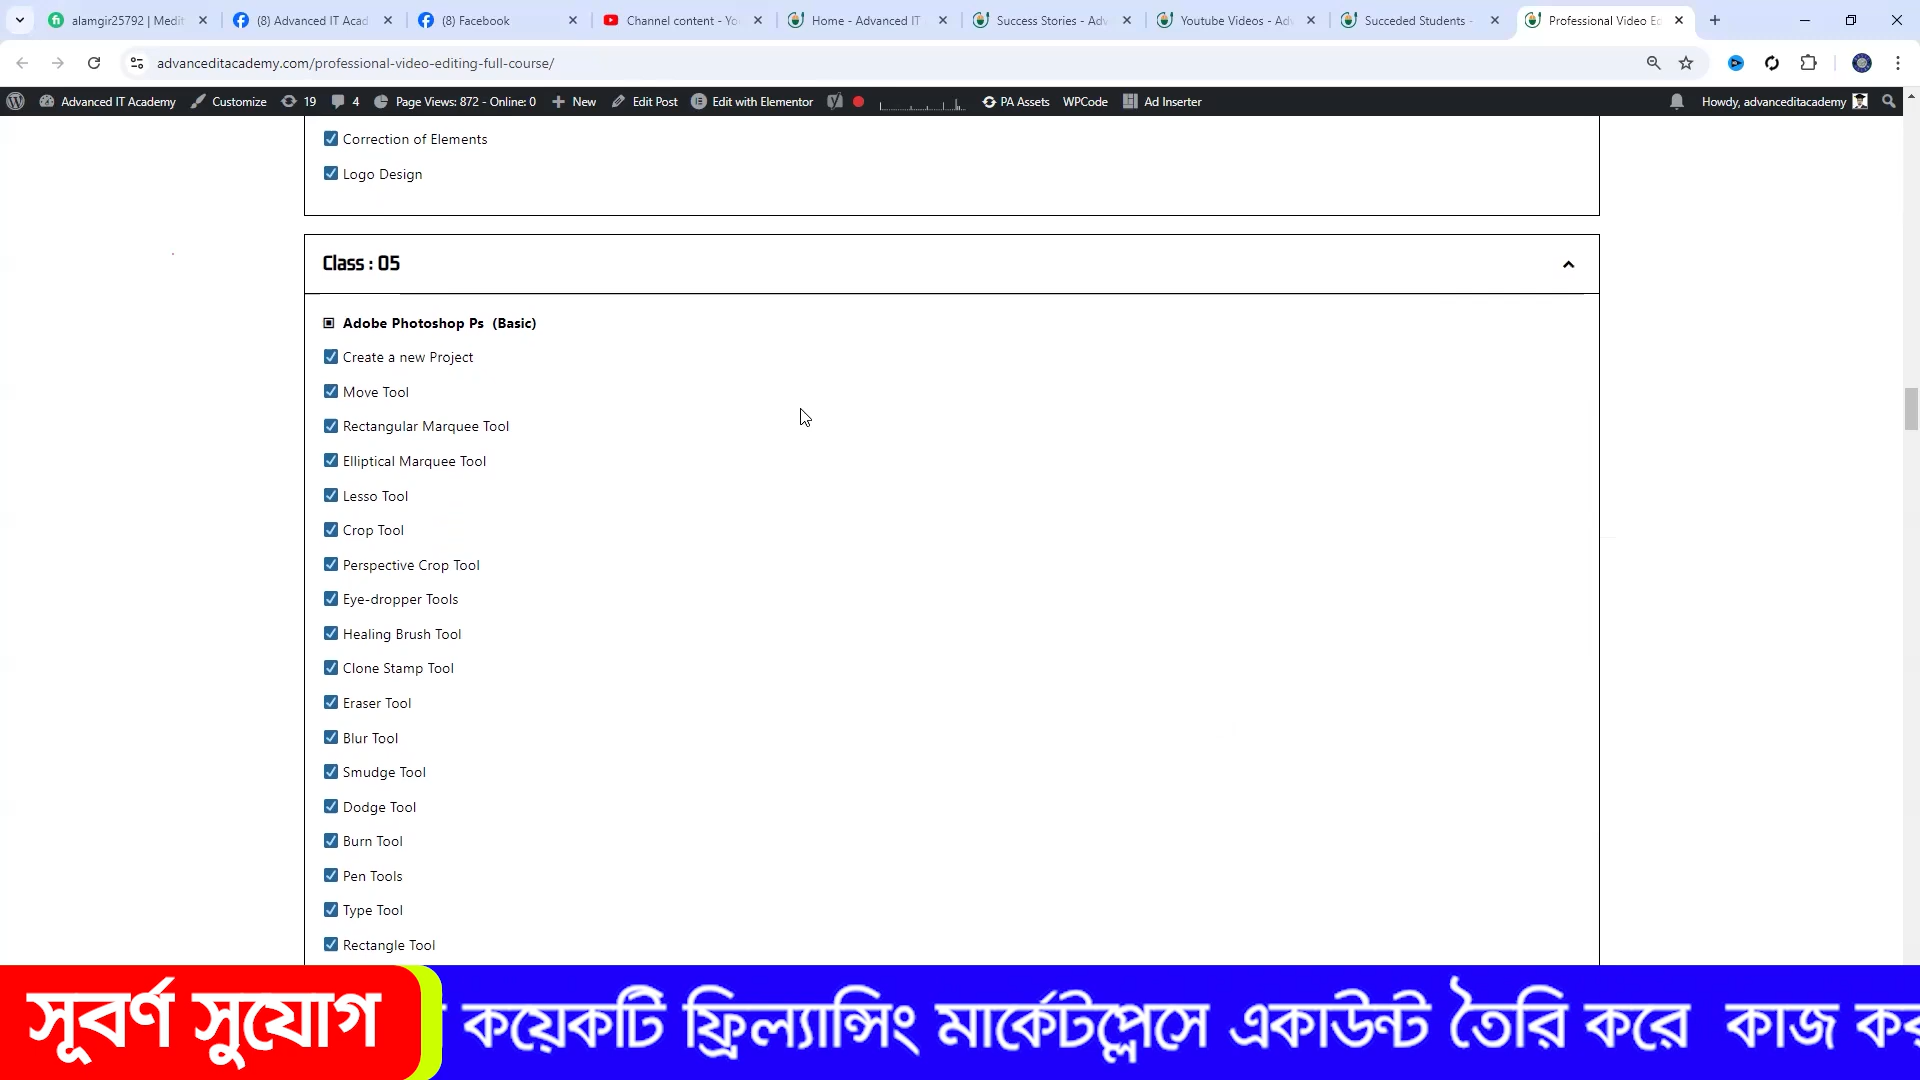 alamgir25792 | Medit
(8) Advanced IT Acad
(8) Facebook
Channel content - Yo
Home - Advanced IT
Success Stories - Adv
Youtube Videos - Adv
Succeded Students -
Professional Video Ed
advanceditacademy.com/professional-video-editing-full-course/
Advanced IT Academy
Customize
19
4
Page Views: 872 - Online: 0
New
Edit Post
Edit with Elementor
PA Assets
WPCode
Ad Inserter
Howdy, advanceditacademy
Correction of Elements
Logo Design
Class : 05
Adobe Photoshop Ps (Basic)
Create a new Project
Move Tool
Rectangular Marquee Tool
Elliptical Marquee Tool
Lesso Tool
Crop Tool
Perspective Crop Tool
Eye-dropper Tools
Healing Brush Tool
Clone Stamp Tool
Eraser Tool
Blur Tool
Smudge Tool
Dodge Tool
Burn Tool
Pen Tools
Type Tool
Rectangle Tool
সূবর্ণ সুযোগ
কয়েকটি ফ্রিল্যান্সিং মার্কেটপ্লেসে একাউন্ট তৈরি করে কাজ কর